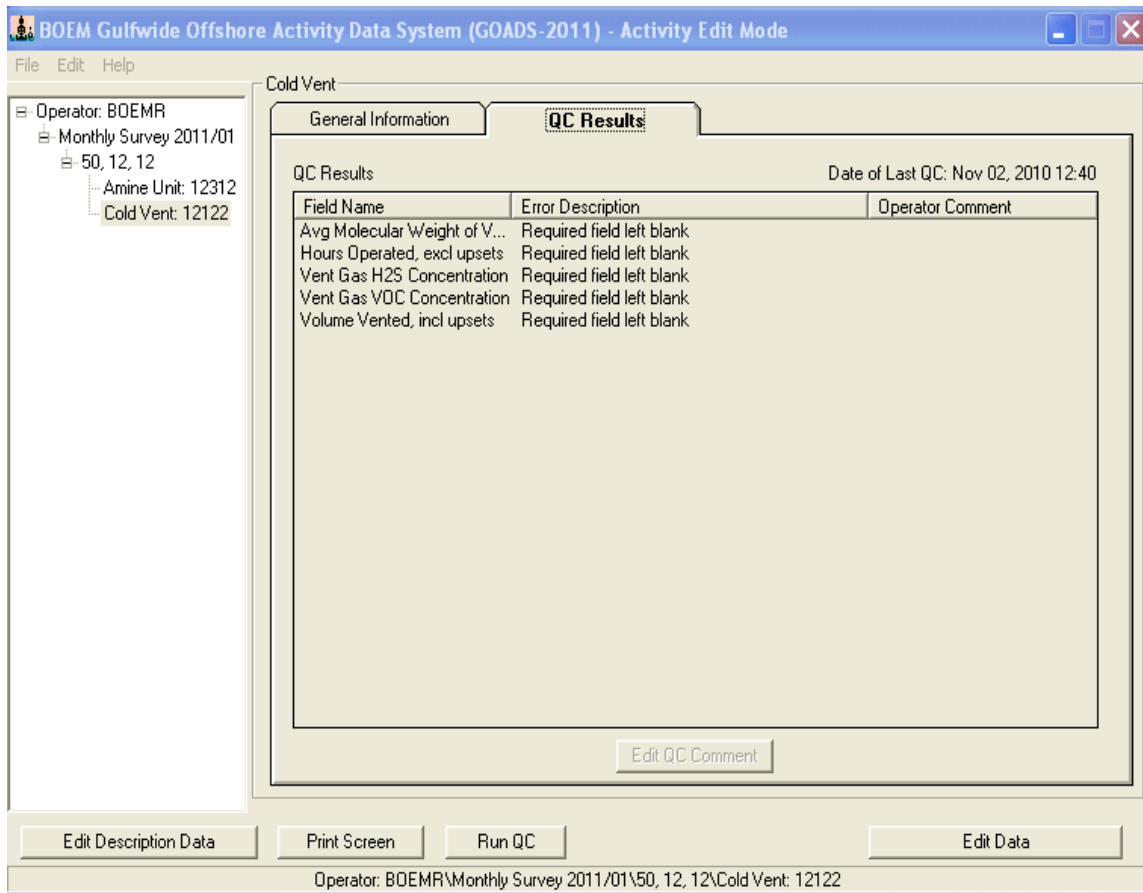 BOEM Gulfwide Offshore Activity Data System (GOADS-2011) - Activity Edit Mode
File Edit Help
Operator: BOEMR
Monthly Survey 2011/01
50, 12, 12
Amine Unit: 12312
Cold Vent: 12122
Cold Vent
General Information QC Results
QC Results Date of Last QC: Nov 02, 2010 12:40
Field Name Error Description Operator Comment
Avg Molecular Weight of V... Required field left blank
Hours Operated, excl upsets Required field left blank
Vent Gas H2S Concentration Required field left blank
Vent Gas VOC Concentration Required field left blank
Volume Vented, incl upsets Required field left blank
Edit QC Comment
Edit Description Data Print Screen Run QC Edit Data
Operator: BOEMR\Monthly Survey 2011/01\50, 12, 12\Cold Vent: 12122